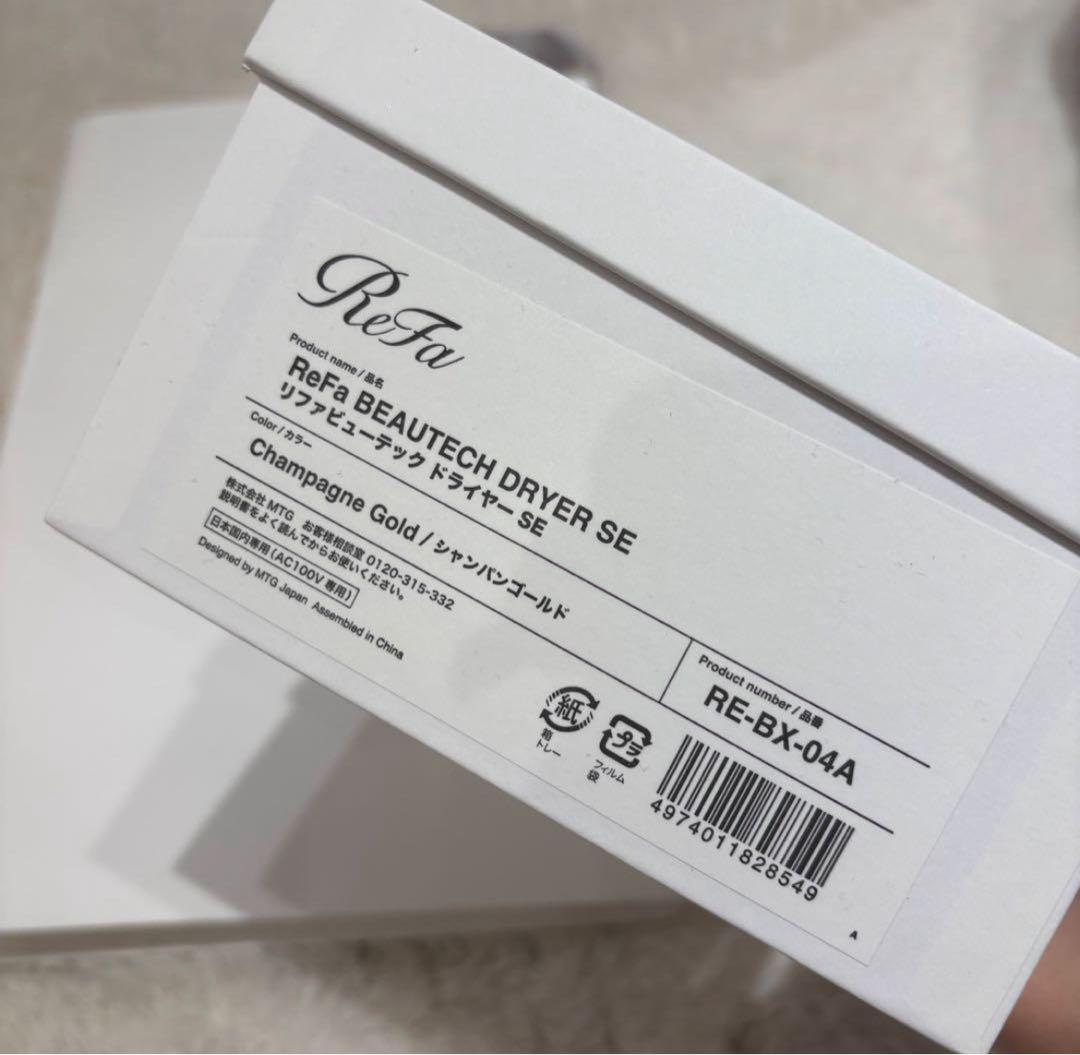 ReFa
Product name / 品名
ReFa BEAUTECH DRYER SE
リファビューテック ドライヤー SE
Color / カラー
Champagne Gold / シャンパンゴールド
株式会社 MTG お客様相談室 0120-315-332
説明書をよく読んでからお使いください。
日本国内専用（AC100V 専用）
Designed by MTG Japan Assembled in China
Product number / 品番
RE-BX-04A
紙
箱
トレー
プラ
フィルム
袋
4974011828549
A